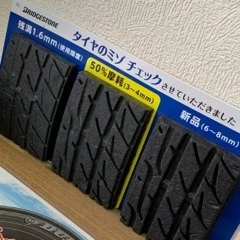 BRIDGESTONE
タイヤのミゾ チェックさせていただきました
残溝1.6mm(使用限度)
50%摩耗(3~4mm)
新品(6~8mm)